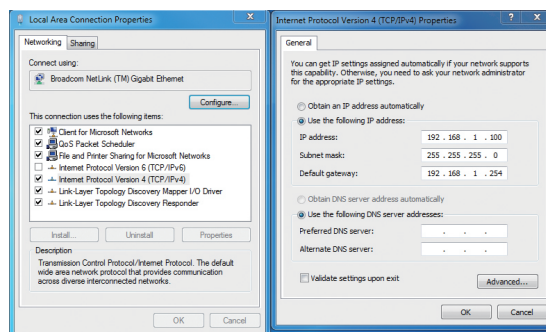 Local Area Connection Properties
Networking
Sharing
Connect using:
Broadcom NetLink (TM) Gigabit Ethernet
Configure...
This connection uses the following items:
Client for Microsoft Networks
QoS Packet Scheduler
File and Printer Sharing for Microsoft Networks
Internet Protocol Version 6 (TCP/IPv6)
Internet Protocol Version 4 (TCP/IPv4)
Link-Layer Topology Discovery Mapper I/O Driver
Link-Layer Topology Discovery Responder
Install...
Uninstall
Properties
Description
Transmission Control Protocol/Internet Protocol. The default
wide area network protocol that provides communication
across diverse interconnected networks.
OK
Cancel
Internet Protocol Version 4 (TCP/IPv4) Properties
General
You can get IP settings assigned automatically if your network supports
this capability. Otherwise, you need to ask your network administrator
for the appropriate IP settings.
Obtain an IP address automatically
Use the following IP address:
IP address: 192 . 168 . 1 . 100
Subnet mask: 255 . 255 . 255 . 0
Default gateway: 192 . 168 . 1 . 254
Obtain DNS server address automatically
Use the following DNS server addresses:
Preferred DNS server: . . .
Alternate DNS server: . . .
Validate settings upon exit
Advanced...
OK
Cancel